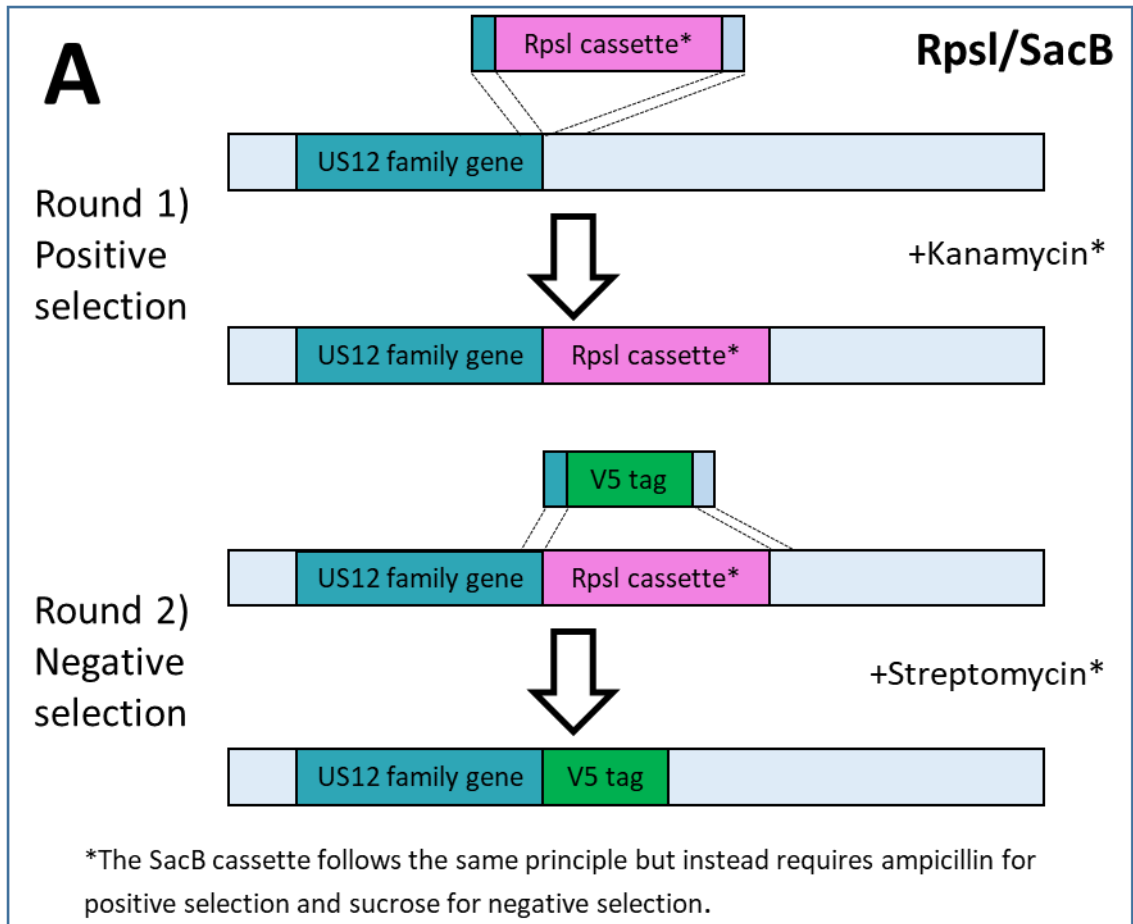 A
Rpsl cassette*
Rpsl/SacB
US12 family gene
Round 1)
Positive
selection
+Kanamycin*
US12 family gene
Rpsl cassette*
V5 tag
US12 family gene
Rpsl cassette*
Round 2)
Negative
selection
+Streptomycin*
US12 family gene
V5 tag
*The SacB cassette follows the same principle but instead requires ampicillin for
positive selection and sucrose for negative selection.